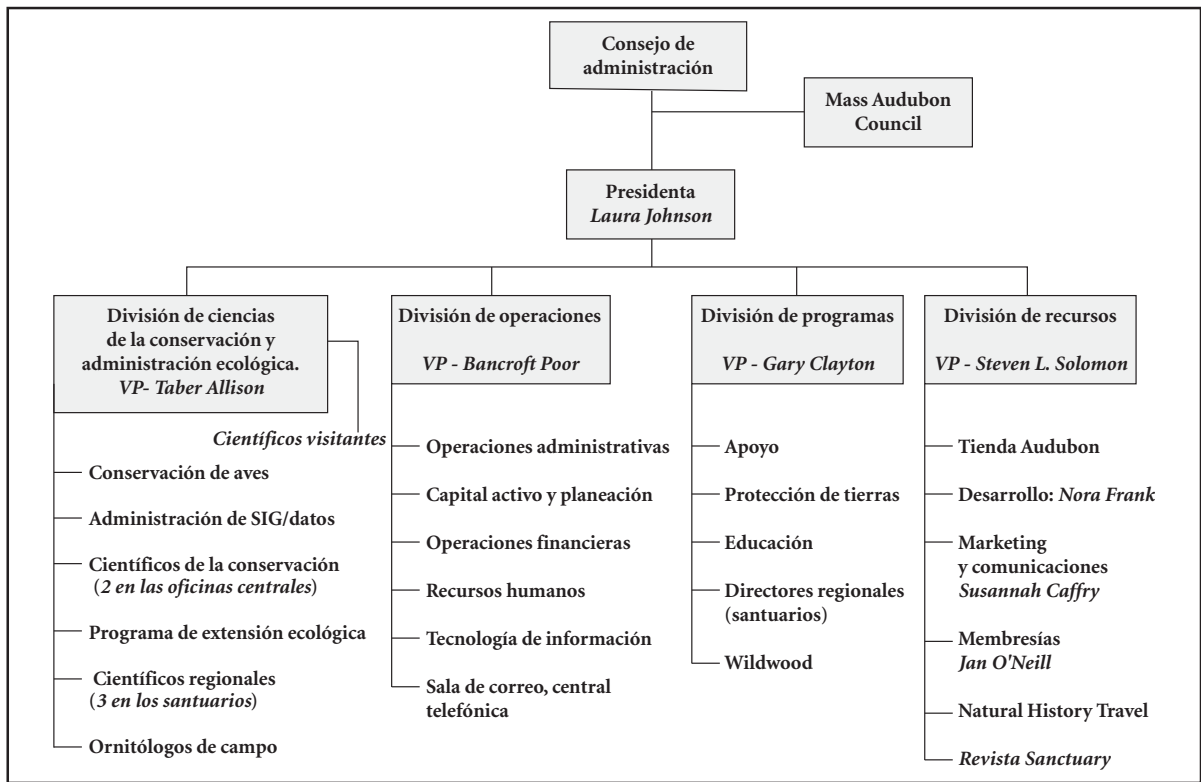 Consejo de
administración
Mass Audubon
Council
Presidenta
Laura Johnson
División de ciencias
de la conservación y
administración ecológica.
VP- Taber Allison
Científicos visitantes
Conservación de aves
Administración de SIG/datos
Científicos de la conservación
(2 en las oficinas centrales)
Programa de extensión ecológica
Científicos regionales
(3 en los santuarios)
Ornitólogos de campo
División de operaciones
VP - Bancroft Poor
Operaciones administrativas
Capital activo y planeación
Operaciones financieras
Recursos humanos
Tecnología de información
Sala de correo, central
telefónica
División de programas
VP - Gary Clayton
Apoyo
Protección de tierras
Educación
Directores regionales
(santuarios)
Wildwood
División de recursos
VP - Steven L. Solomon
Tienda Audubon
Desarrollo: Nora Frank
Marketing
y comunicaciones
Susannah Caffry
Membresías
Jan O'Neill
Natural History Travel
Revista Sanctuary